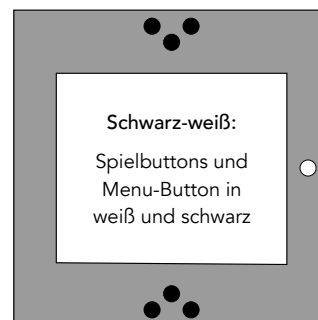 Schwarz-weiß:
Spielbuttons und
Menu-Button in
weiß und schwarz